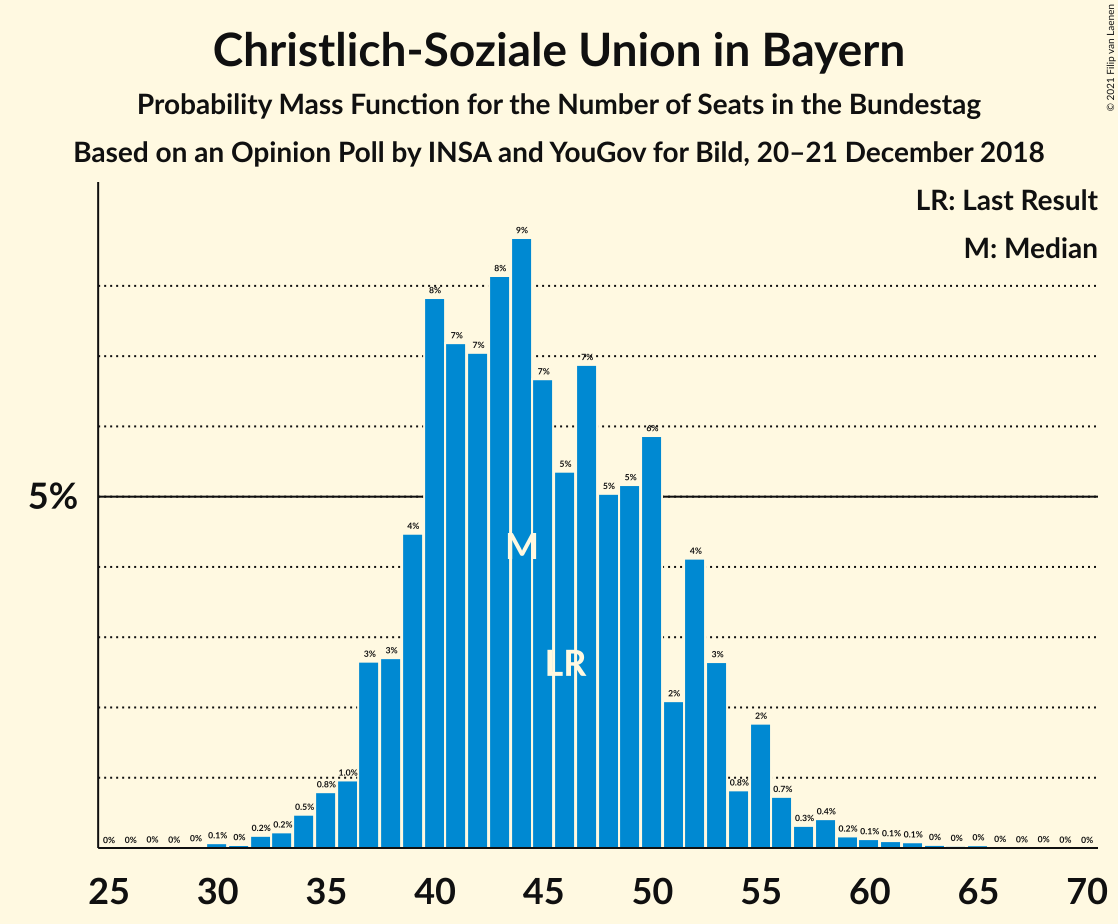 Christlich-Soziale Union in Bayern
Probability Mass Function for the Number of Seats in the Bundestag
Based on an Opinion Poll by INSA and YouGov for Bild, 20–21 December 2018
© 2021 Filip van Laenen
LR: Last Result
M: Median
5%
0% 0% 0% 0% 0% 0.1% 0% 0.2% 0.2% 0.5% 0.8% 1.0% 3% 3% 4% 8% 7% 7% 8% 9% 7% 5% 7% 5% 5% 6% 2% 4% 3% 0.8% 2% 0.7% 0.3% 0.4% 0.2% 0.1% 0.1% 0.1% 0% 0% 0% 0% 0% 0% 0% 0%
M
LR
25 30 35 40 45 50 55 60 65 70